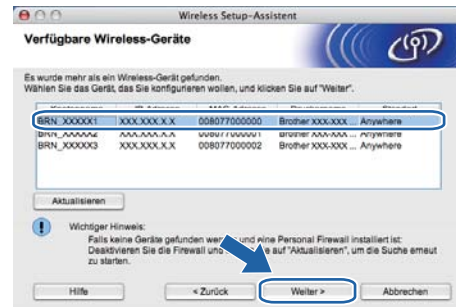 Wireless Setup-Assistent
Verfügbare Wireless-Geräte
Es wurde mehr als ein Wireless-Gerät gefunden.
Wählen Sie das Gerät, das Sie konfigurieren wollen, und klicken Sie auf "Weiter".
BRN_XXXXX1 XXX.XXX.X.X 008077000000 Brother XXX-XXX ... Anywhere
BRN_XXXXX2 XXX.XXX.X.X 008077000001 Brother XXX-XXX ... Anywhere
BRN_XXXXX3 XXX.XXX.X.X 008077000002 Brother XXX-XXX ... Anywhere
Aktualisieren
Wichtiger Hinweis:
Falls keine Geräte gefunden und eine Personal Firewall installiert ist:
Deaktivieren Sie die Firewall auf "Aktualisieren", um die Suche erneut
zu starten.
Hilfe < Zurück Weiter > Abbrechen